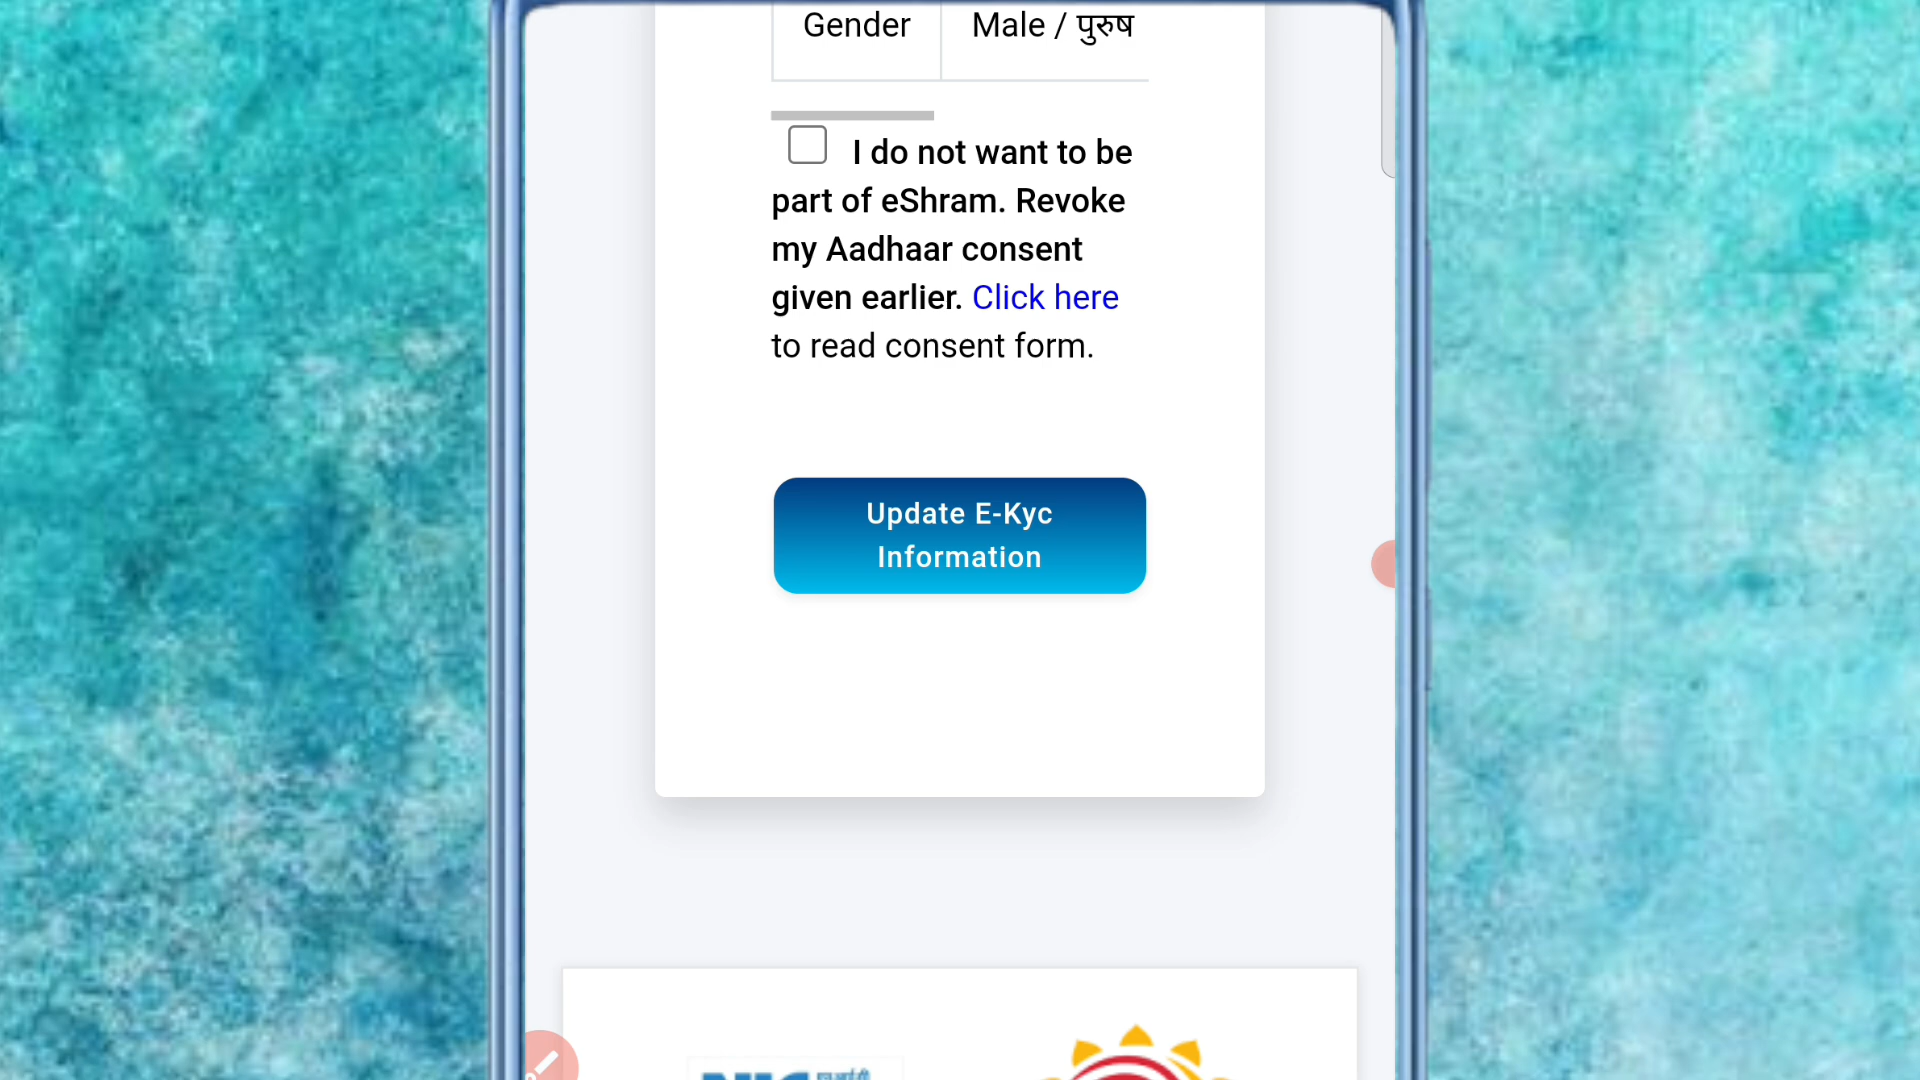 Gender Male / पुरुष
I do not want to be
part of eShram. Revoke
my Aadhaar consent
given earlier. Click here
to read consent form.
Update E-Kyc
Information